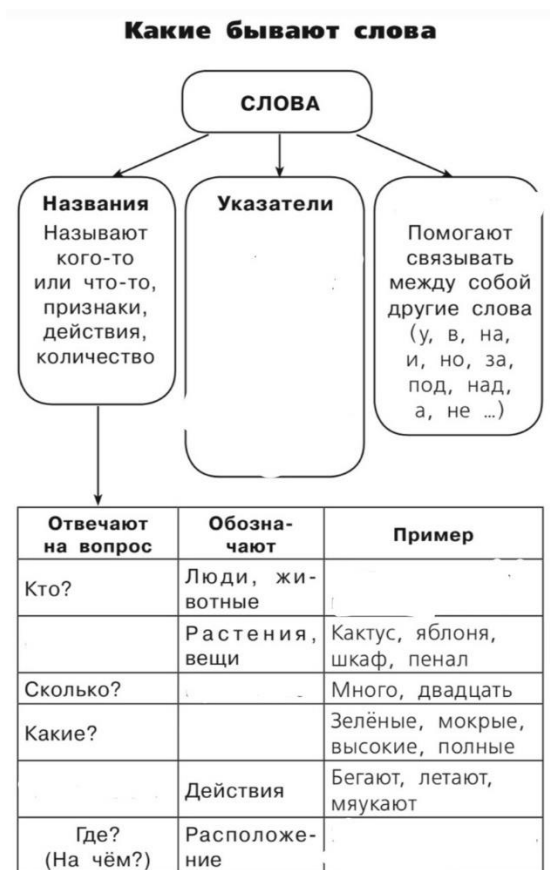 Какие бывают слова
СЛОВА
Названия
Называют
кого-то
или что-то,
признаки,
действия,
количество
Указатели
Помогают
связывать
между собой
другие слова
(у, в, на,
и, но, за,
под, над,
а, не ...)
Отвечают
на вопрос
Обозна-
чают
Пример
Кто?
Люди, жи-
вотные
Растения,
вещи
Кактус, яблоня,
шкаф, пенал
Сколько?
Много, двадцать
Какие?
Зелёные, мокрые,
высокие, полные
Действия
Бегают, летают,
мяукают
Где?
(На чём?)
Расположе-
ние